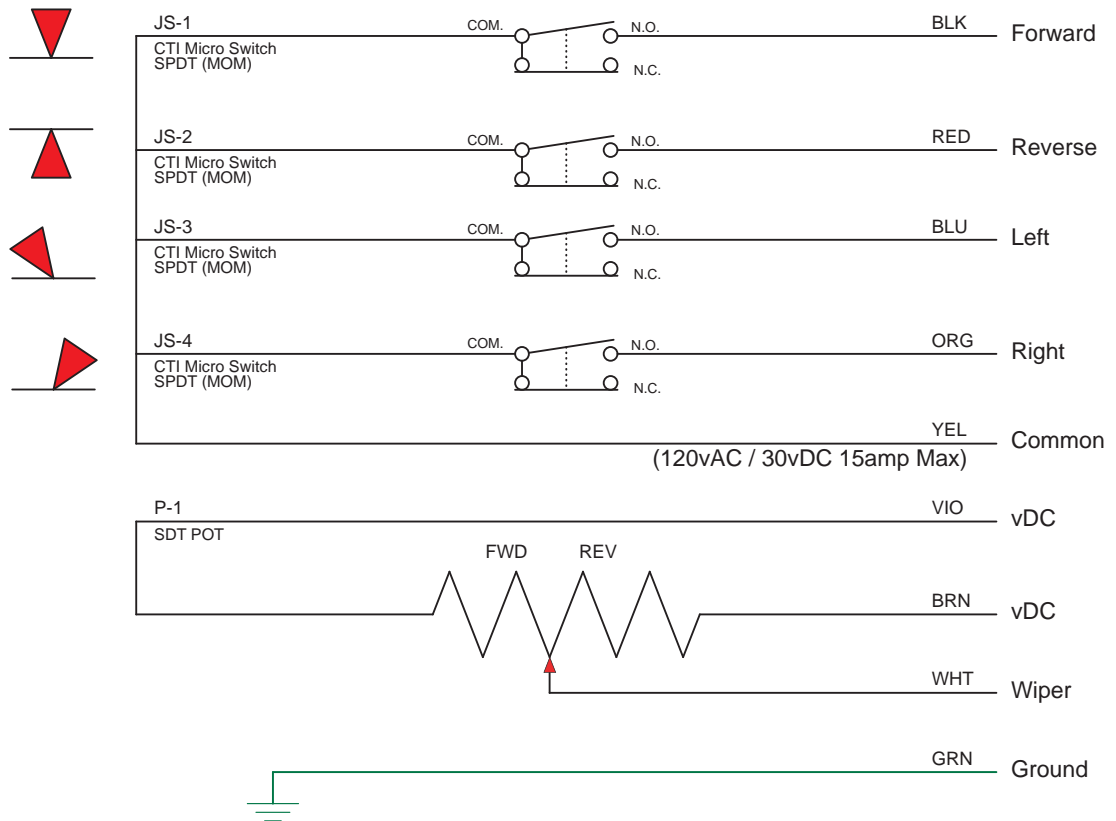 JS-1
COM.
N.O.
BLK
Forward
CTI Micro Switch
SPDT (MOM)
N.C.
JS-2
COM.
N.O.
RED
Reverse
CTI Micro Switch
SPDT (MOM)
N.C.
JS-3
COM.
N.O.
BLU
Left
CTI Micro Switch
SPDT (MOM)
N.C.
JS-4
COM.
N.O.
ORG
Right
CTI Micro Switch
SPDT (MOM)
N.C.
YEL
Common
(120vAC / 30vDC 15amp Max)
P-1
VIO
vDC
SDT POT
FWD
REV
BRN
vDC
WHT
Wiper
GRN
Ground